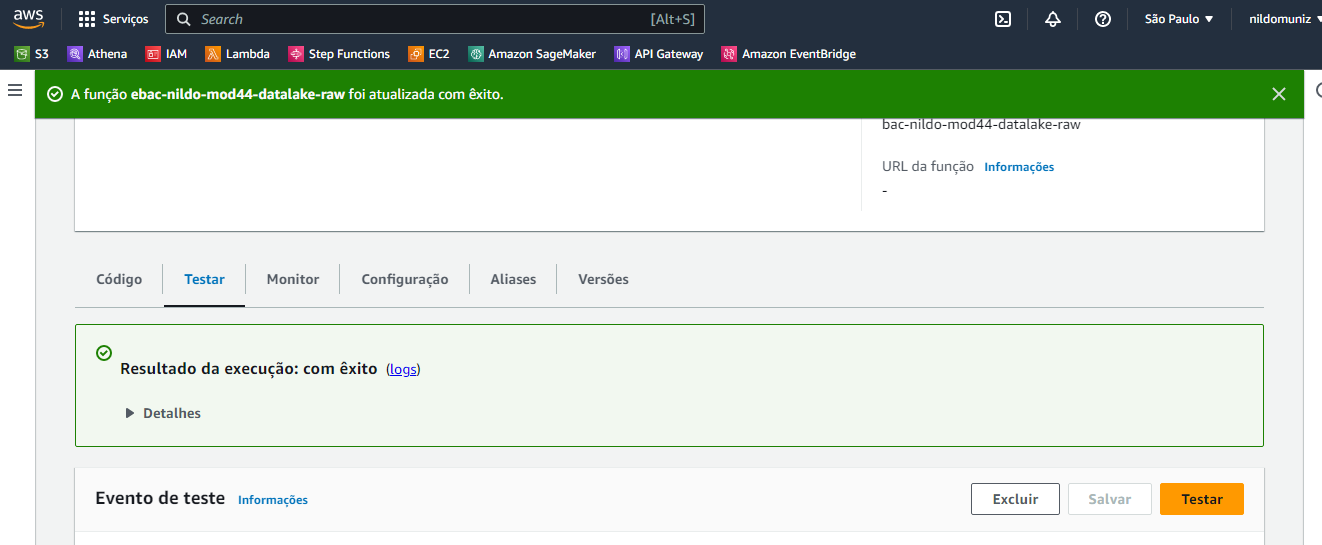 aws Serviços Search [Alt+S] São Paulo nildomuniz
S3 Athena IAM Lambda Step Functions EC2 Amazon SageMaker API Gateway Amazon EventBridge
A função ebac-nildo-mod44-datalake-raw foi atualizada com êxito.
bac-nildo-mod44-datalake-raw
URL da função Informações
-
Código Testar Monitor Configuração Aliases Versões
Resultado da execução: com êxito (logs)
Detalhes
Evento de teste Informações Excluir Salvar Testar